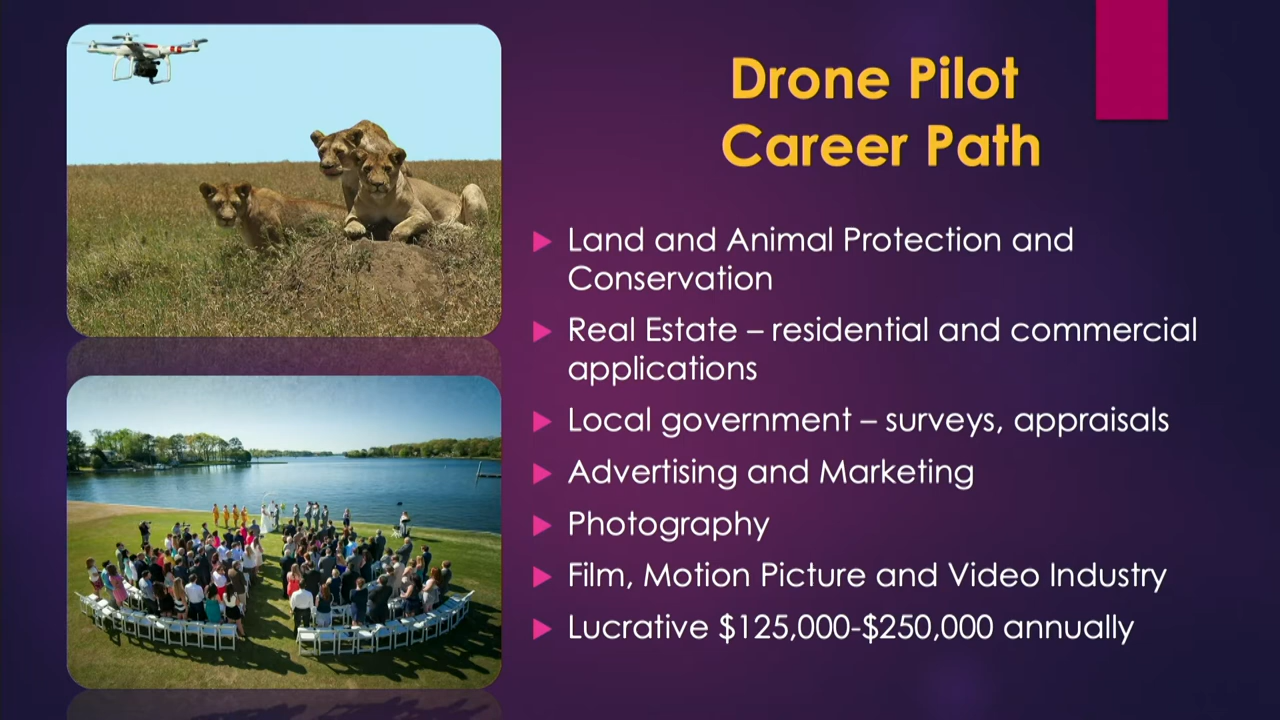 Drone Pilot
Career Path
Land and Animal Protection and
Conservation
Real Estate – residential and commercial
applications
Local government – surveys, appraisals
Advertising and Marketing
Photography
Film, Motion Picture and Video Industry
Lucrative $125,000-$250,000 annually